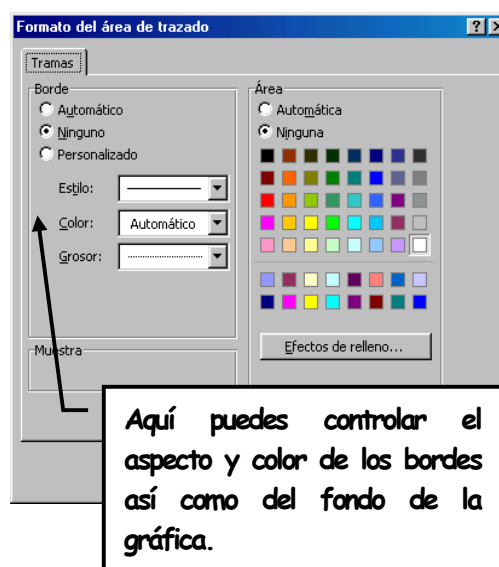 Formato del área de trazado
Tramas
Borde
Automático
Ninguno
Personalizado
Estilo:
Color: Automático
Grosor:
Muestra
Área
Automática
Ninguna
Efectos de relleno...
Aquí puedes controlar el
aspecto y color de los bordes
así como del fondo de la
gráfica.